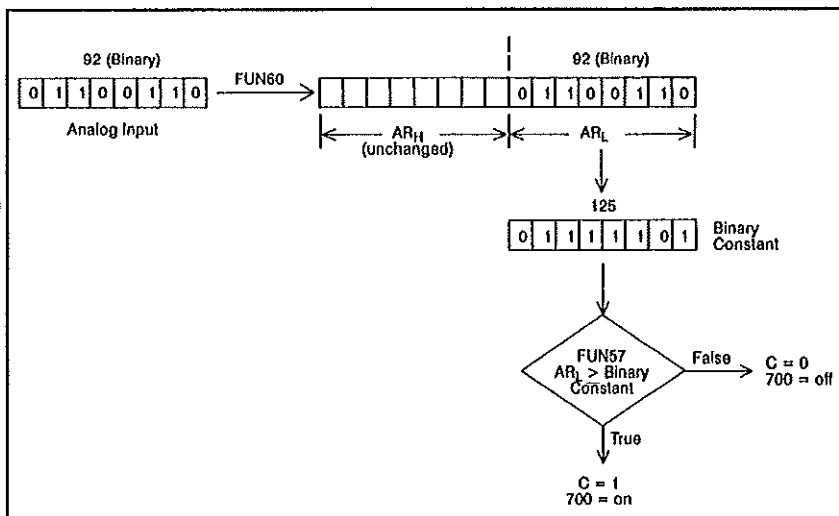 92 (Binary)
92 (Binary)
FUN60
0 1 1 0 0 1 1 0
0 1 1 0 0 1 1 0
Analog Input
ARH
(unchanged)
ARL
125
0 1 1 1 1 1 0 1
Binary
Constant
FUN57
ARL ≥ Binary
Constant
False
C = 0
700 = off
True
C = 1
700 = on